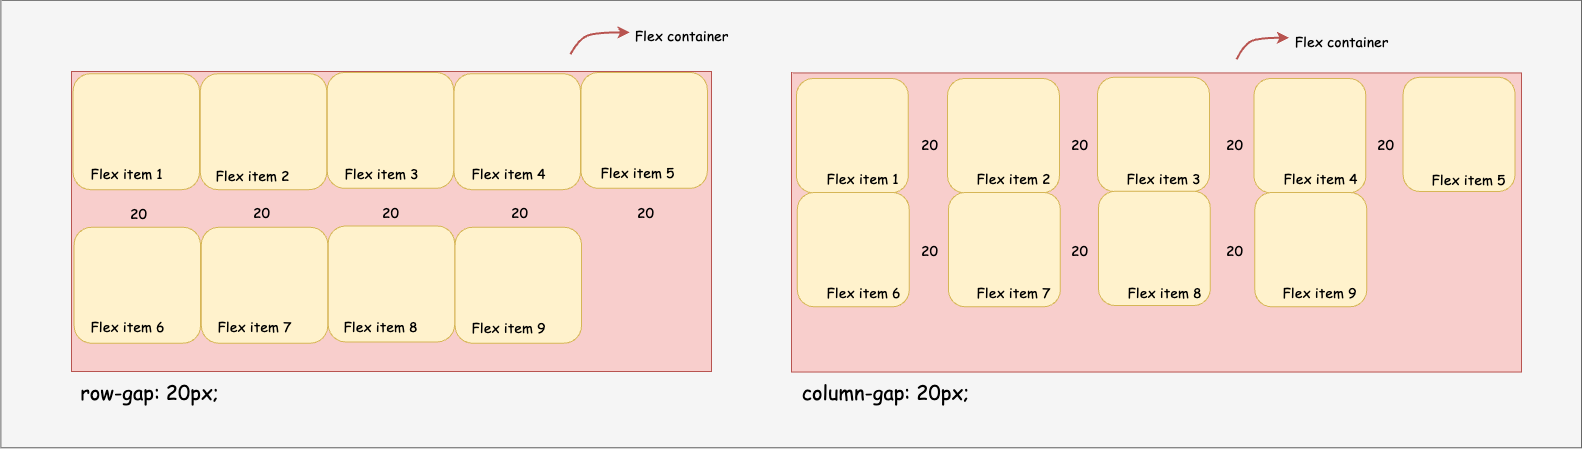 Flex container
Flex item 1 Flex item 2 Flex item 3 Flex item 4 Flex item 5
20 20 20 20 20
Flex item 6 Flex item 7 Flex item 8 Flex item 9
row-gap: 20px;
Flex container
20 20 20 20
Flex item 1 Flex item 2 Flex item 3 Flex item 4 Flex item 5
20 20 20
Flex item 6 Flex item 7 Flex item 8 Flex item 9
column-gap: 20px;